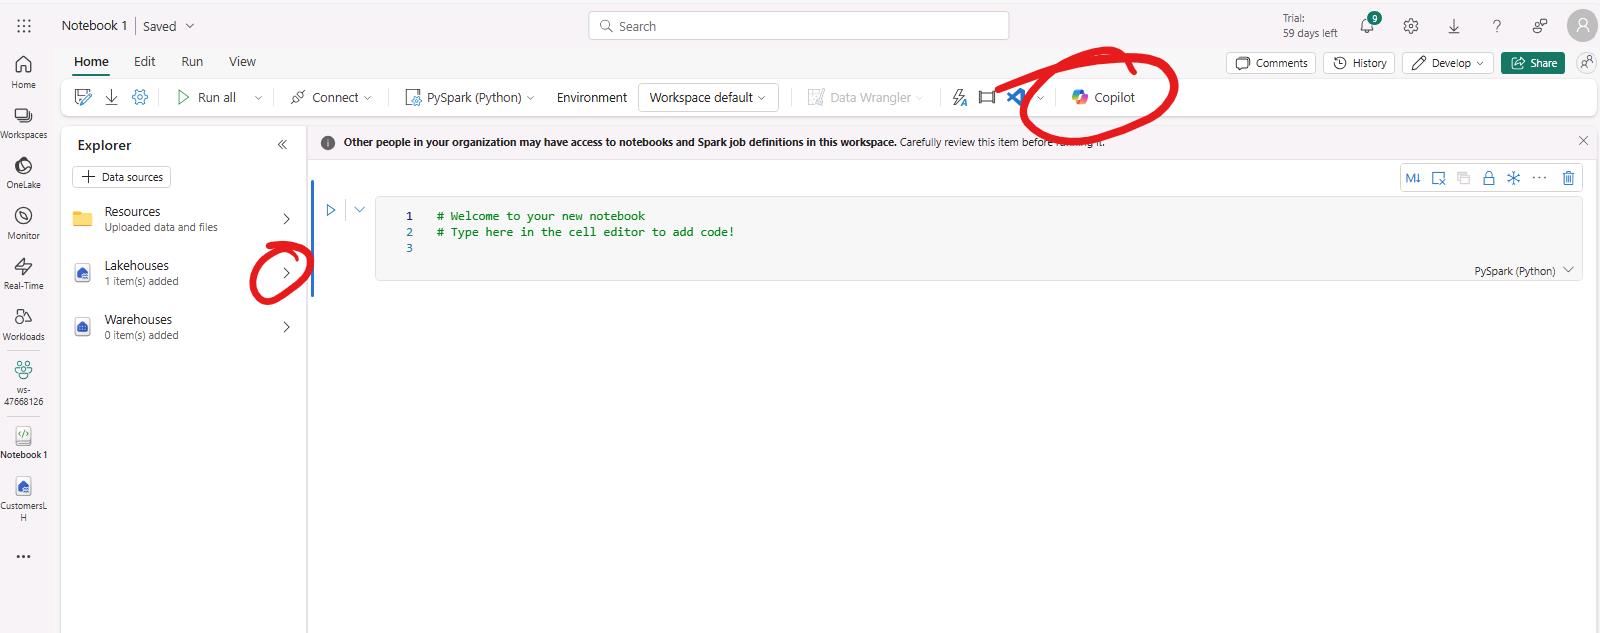 Notebook 1 | Saved
Search
Trial:
59 days left
9
Home Edit Run View
Comments History Develop Share
Run all Connect PySpark (Python) Environment Workspace default Data Wrangler Copilot
Home
Workspaces
OneLake
Monitor
Real-Time
Workloads
ws-
47668126
Notebook 1
CustomersL
H
Explorer
Data sources
Resources
Uploaded data and files
Lakehouses
1 item(s) added
Warehouses
0 item(s) added
Other people in your organization may have access to notebooks and Spark job definitions in this workspace. Carefully review this item before running it.
M↓
1 # Welcome to your new notebook
2 # Type here in the cell editor to add code!
3
PySpark (Python)